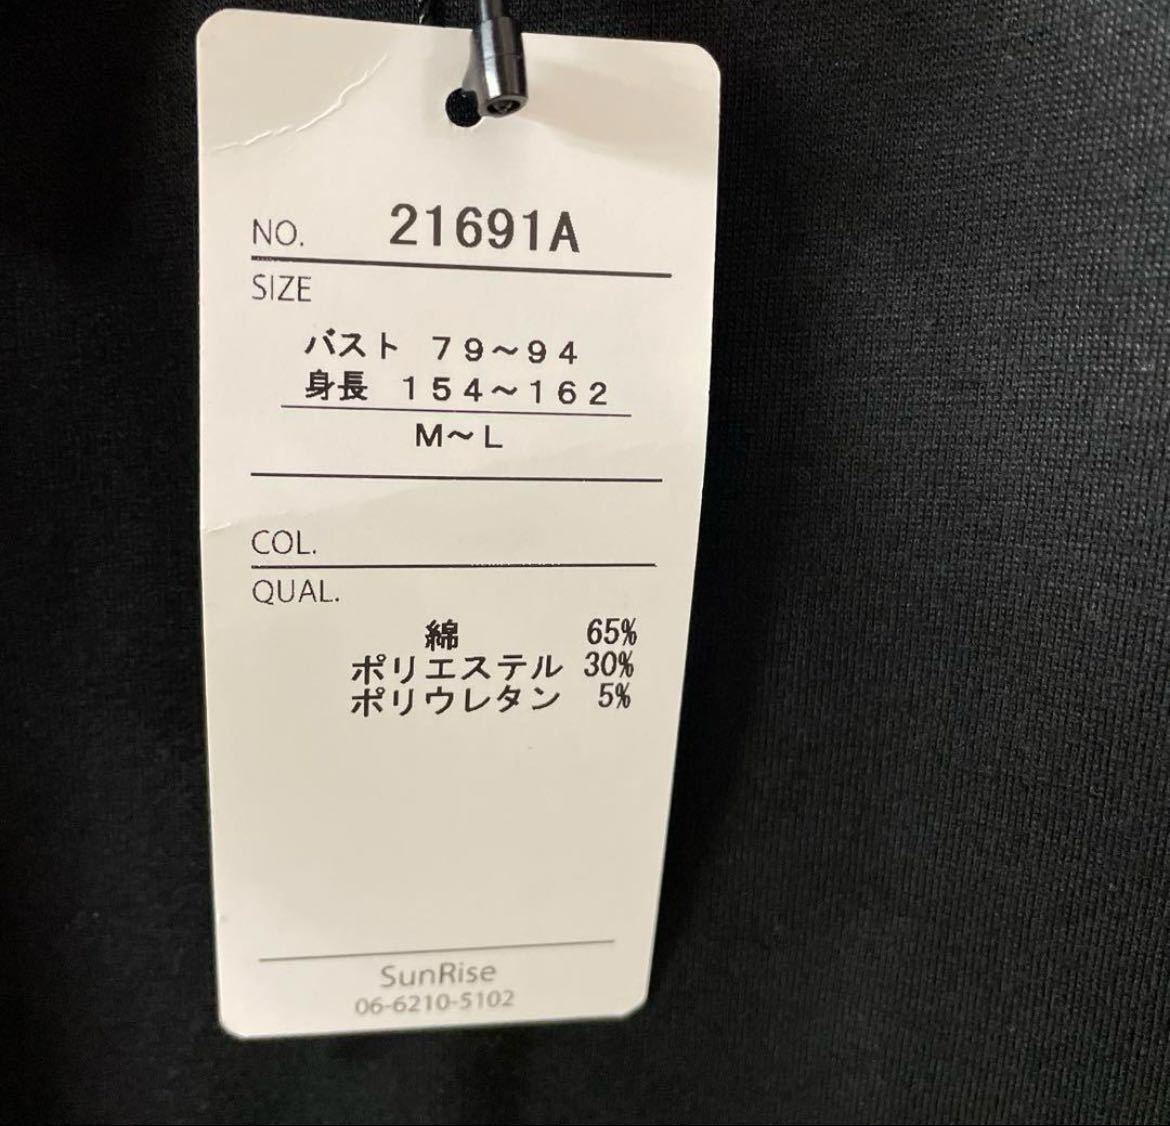 NO. 21691A
SIZE
バスト 79～94
身長 154～162
M～L
COL.
QUAL.
綿 65%
ポリエステル 30%
ポリウレタン 5%
SunRise
06-6210-5102